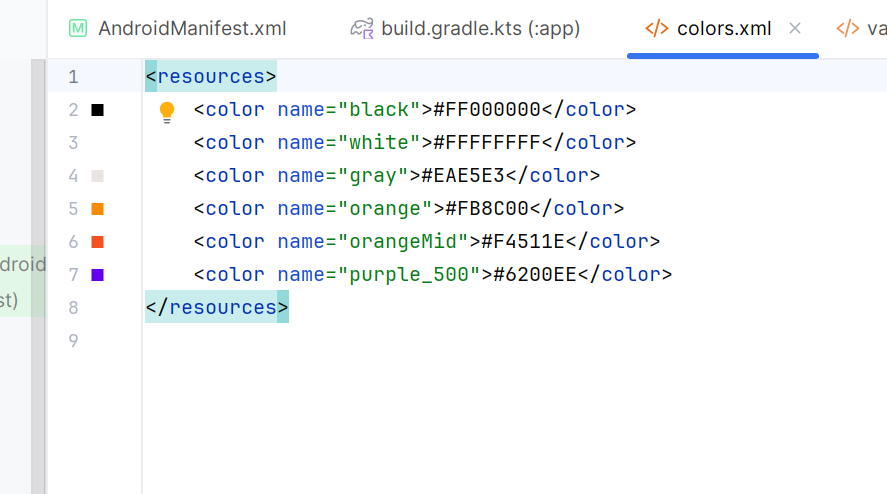 AndroidManifest.xml build.gradle.kts (:app) colors.xml va
1 <resources>
2 <color name="black">#FF000000</color>
3 <color name="white">#FFFFFFFF</color>
4 <color name="gray">#EAE5E3</color>
5 <color name="orange">#FB8C00</color>
6 <color name="orangeMid">#F4511E</color>
droid
7 <color name="purple_500">#6200EE</color>
st)
8 </resources>
9